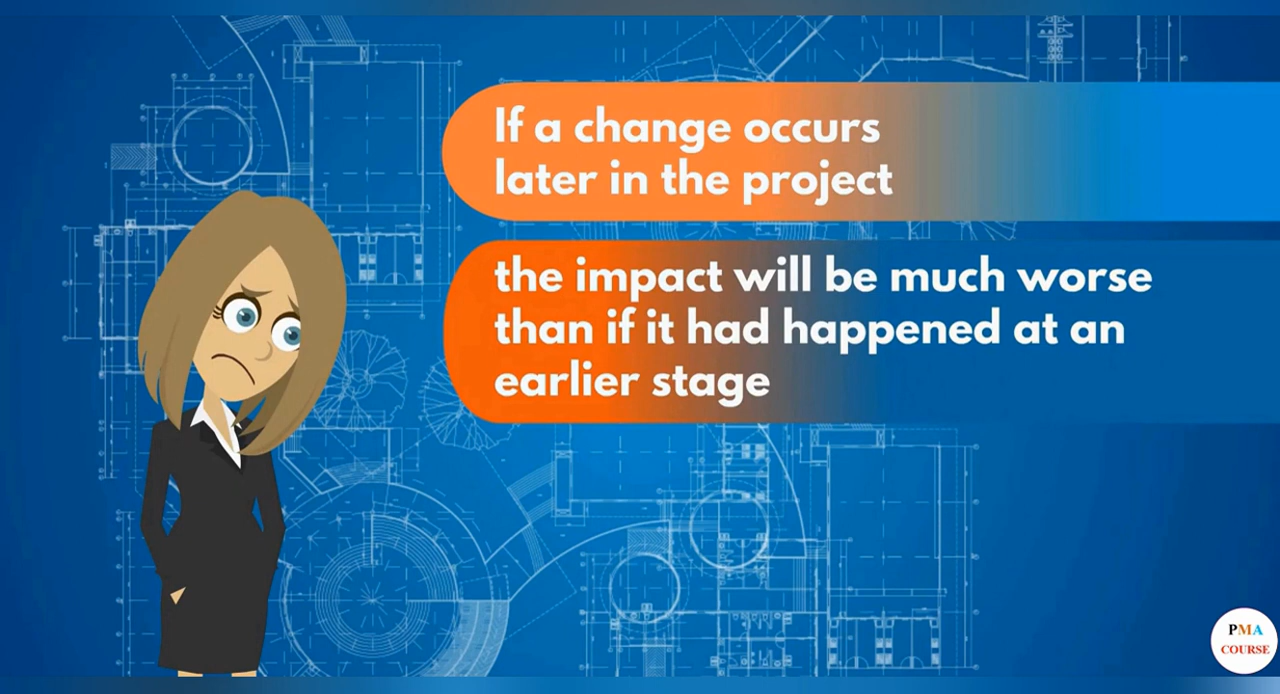 If a change occurs
later in the project
the impact will be much worse
than if it had happened at an
earlier stage
PMA
COURSE